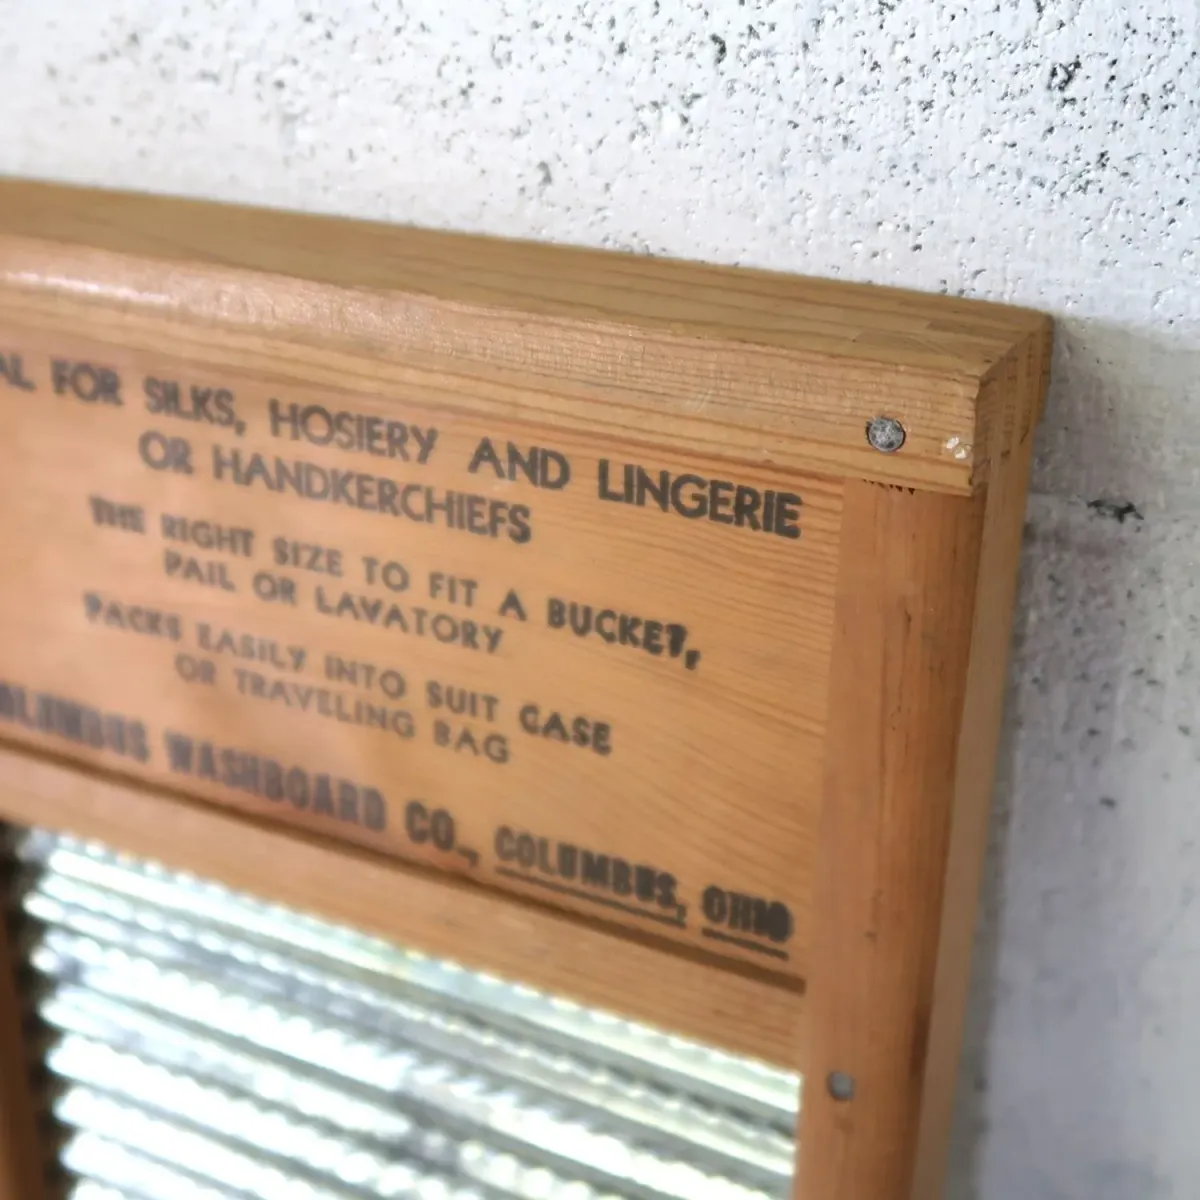 AL FOR SILKS, HOSIERY AND LINGERIE
OR HANDKERCHIEFS
THE RIGHT SIZE TO FIT A BUCKET,
PAIL OR LAVATORY
PACKS EASILY INTO SUIT CASE
OR TRAVELING BAG
OLUMBUS WASHBOARD CO., COLUMBUS, OHIO